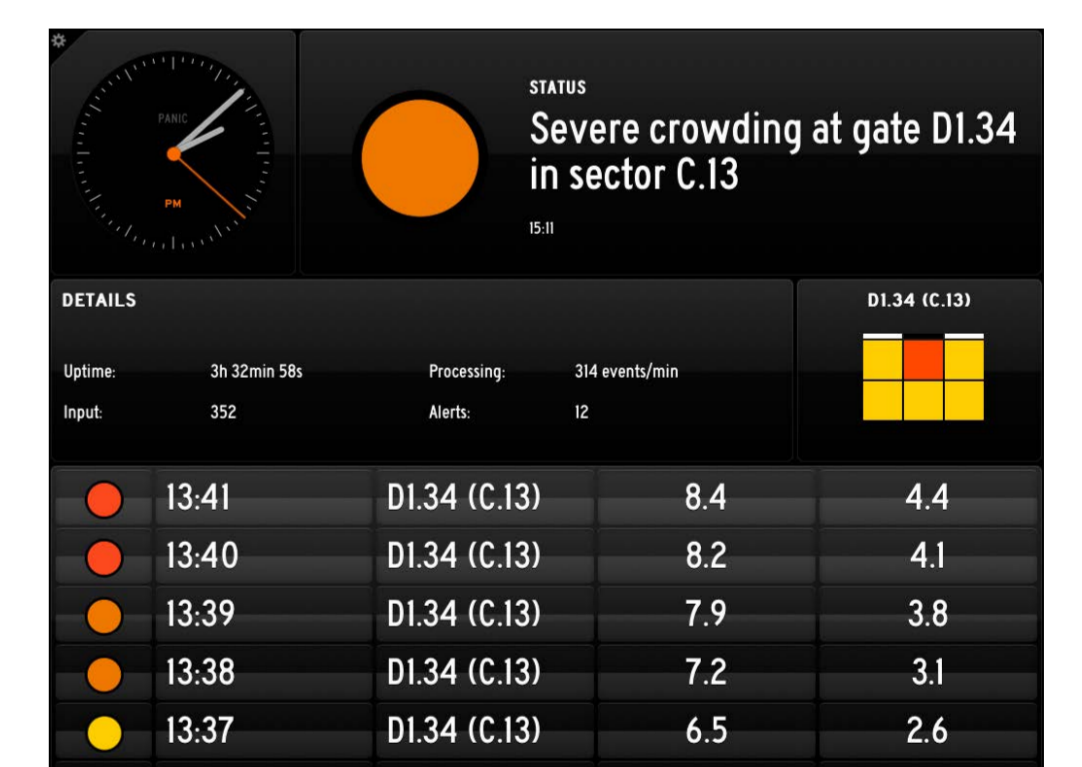 PANIC
PM
STATUS
Severe crowding at gate D1.34
in sector C.13
15:11
DETAILS
Uptime: 3h 32min 58s Processing: 314 events/min
Input: 352 Alerts: 12
D1.34 (C.13)
13:41 D1.34 (C.13) 8.4 4.4
13:40 D1.34 (C.13) 8.2 4.1
13:39 D1.34 (C.13) 7.9 3.8
13:38 D1.34 (C.13) 7.2 3.1
13:37 D1.34 (C.13) 6.5 2.6